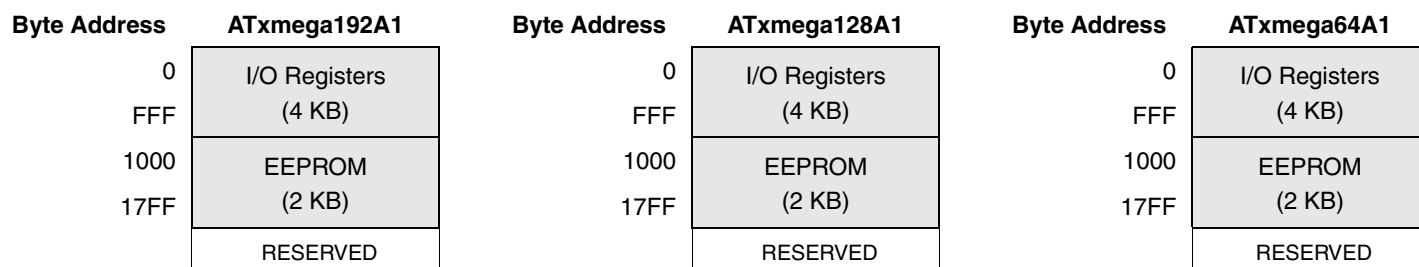 Byte Address ATxmega192A1 Byte Address ATxmega128A1 Byte Address ATxmega64A1
0 I/O Registers 0 I/O Registers 0 I/O Registers
FFF (4 KB) FFF (4 KB) FFF (4 KB)
1000 EEPROM 1000 EEPROM 1000 EEPROM
17FF (2 KB) 17FF (2 KB) 17FF (2 KB)
RESERVED RESERVED RESERVED